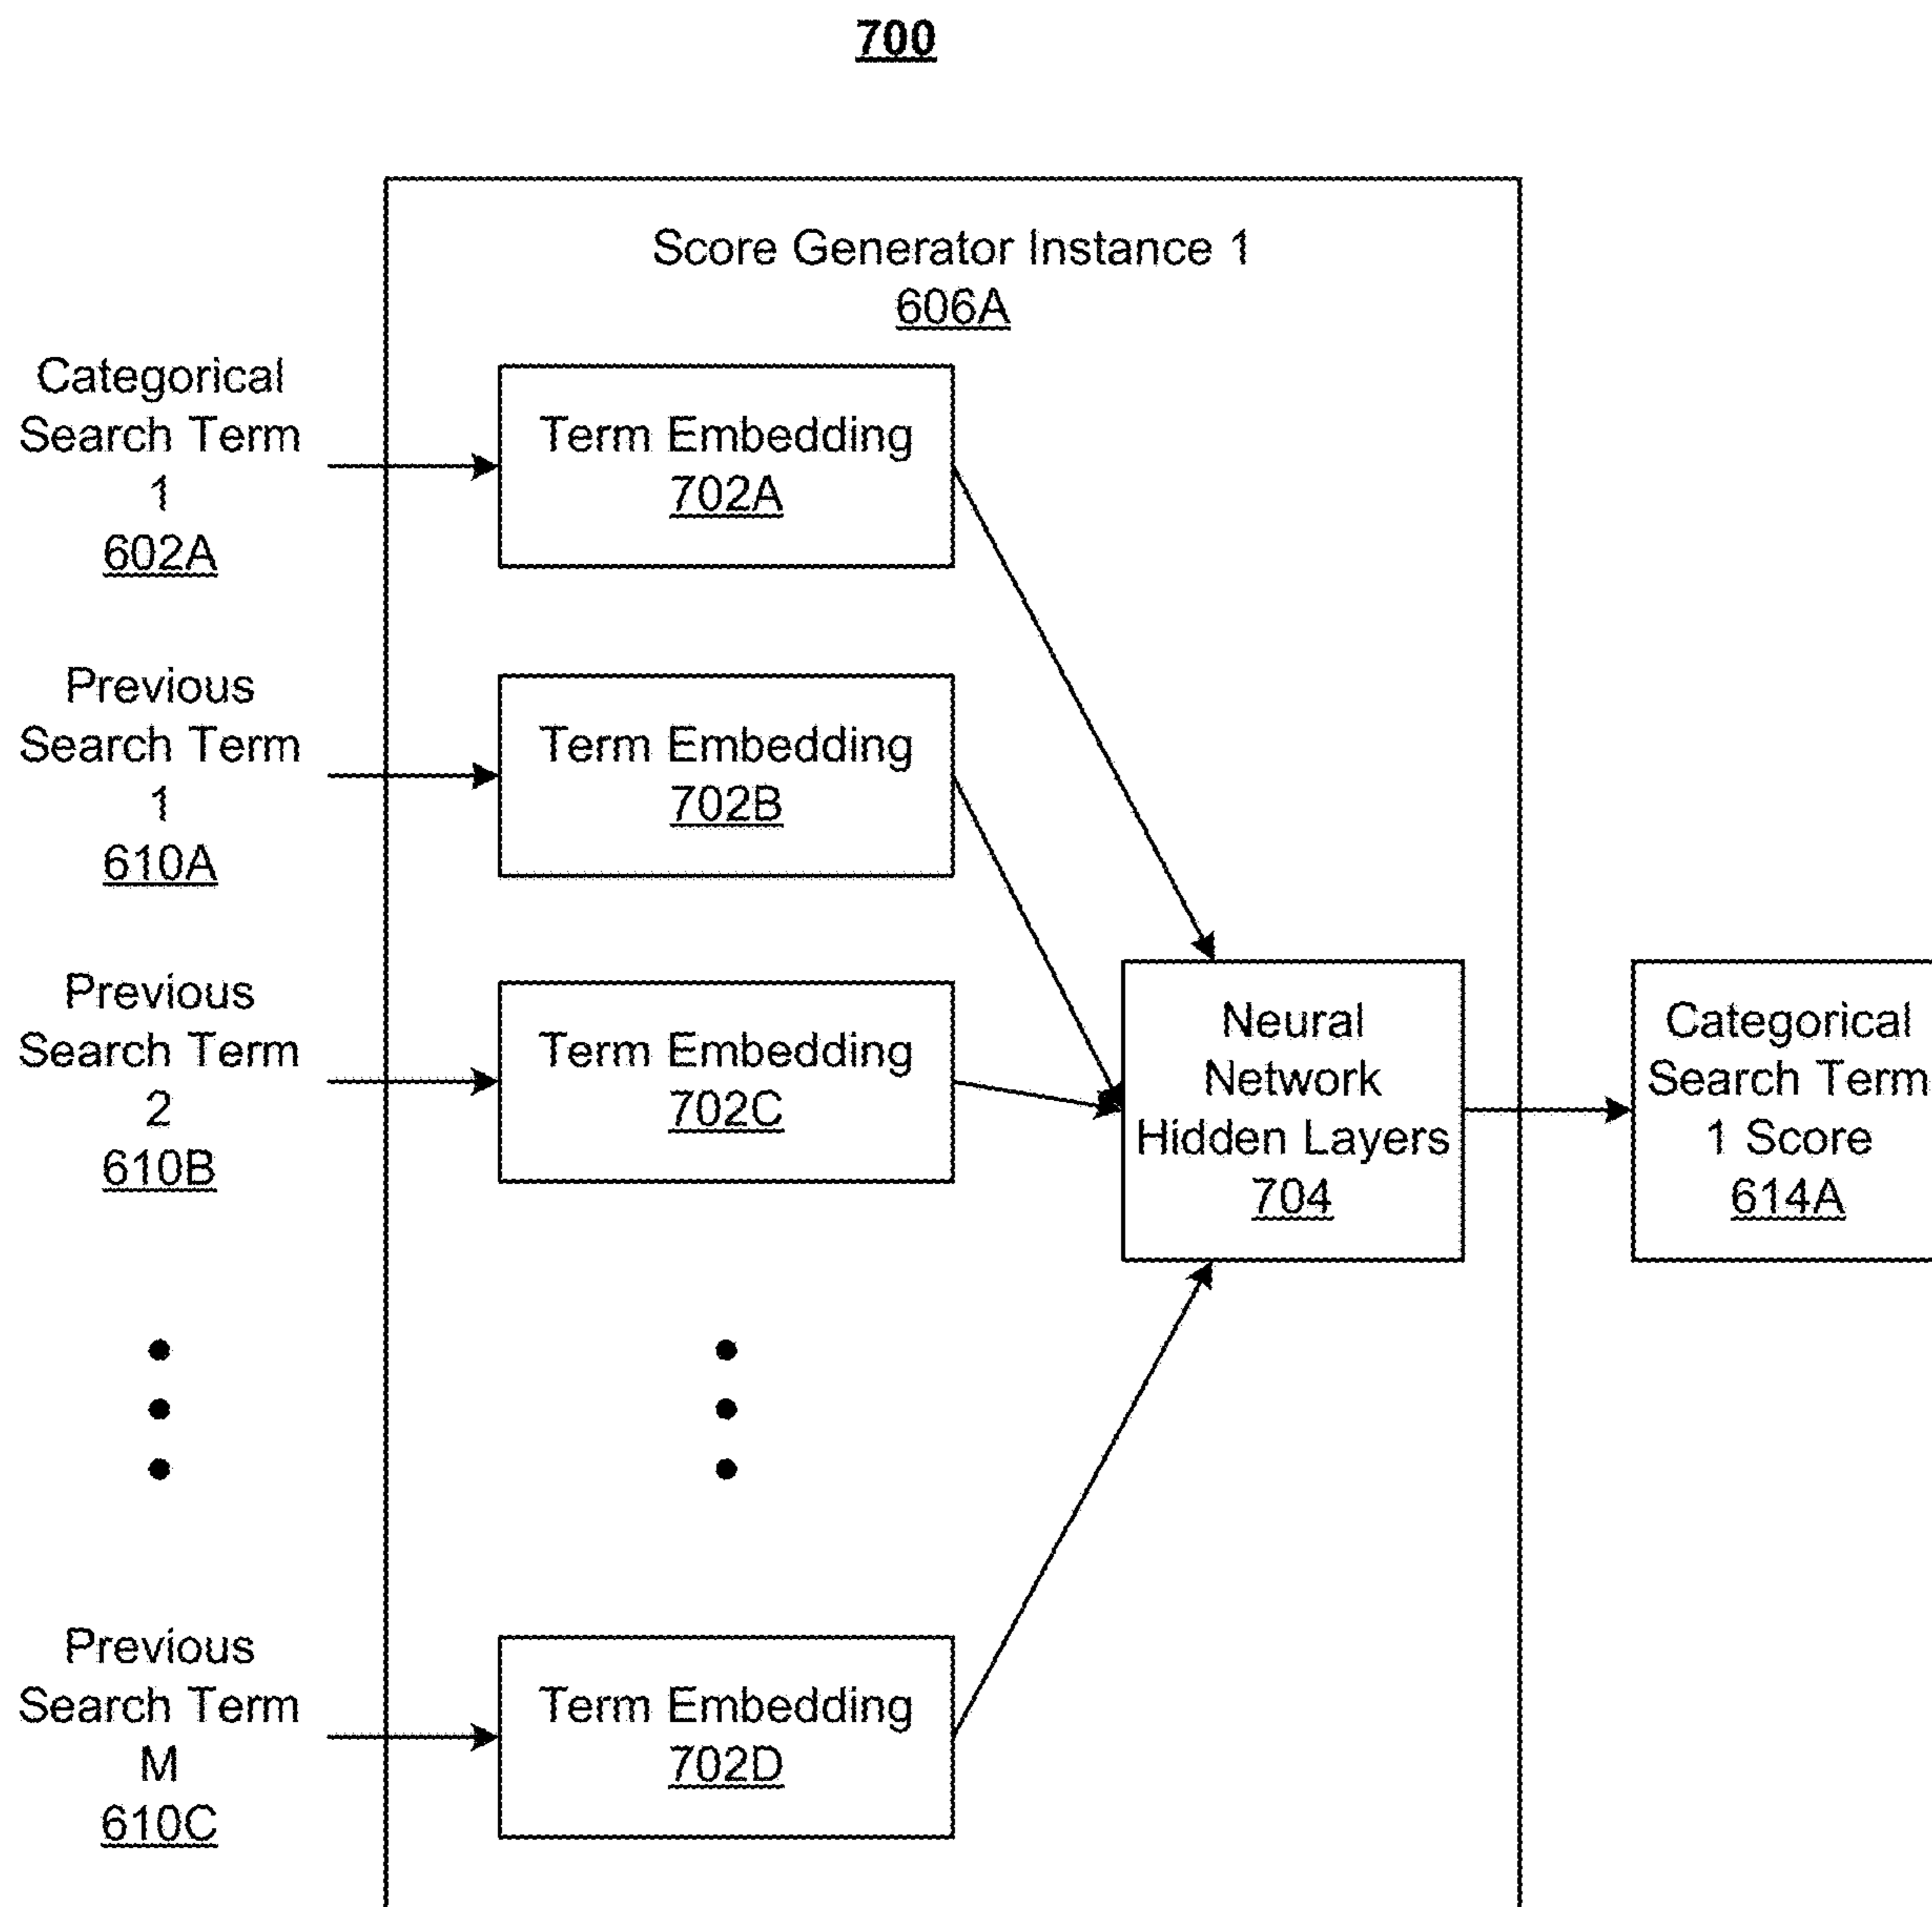 700
Score Generator Instance 1
606A
Categorical
Search Term
1
602A
Term Embedding
702A
Previous
Search Term
1
610A
Term Embedding
702B
Previous
Search Term
2
610B
Term Embedding
702C
Neural
Network
Hidden Layers
704
Categorical
Search Term
1 Score
614A
Previous
Search Term
M
610C
Term Embedding
702D